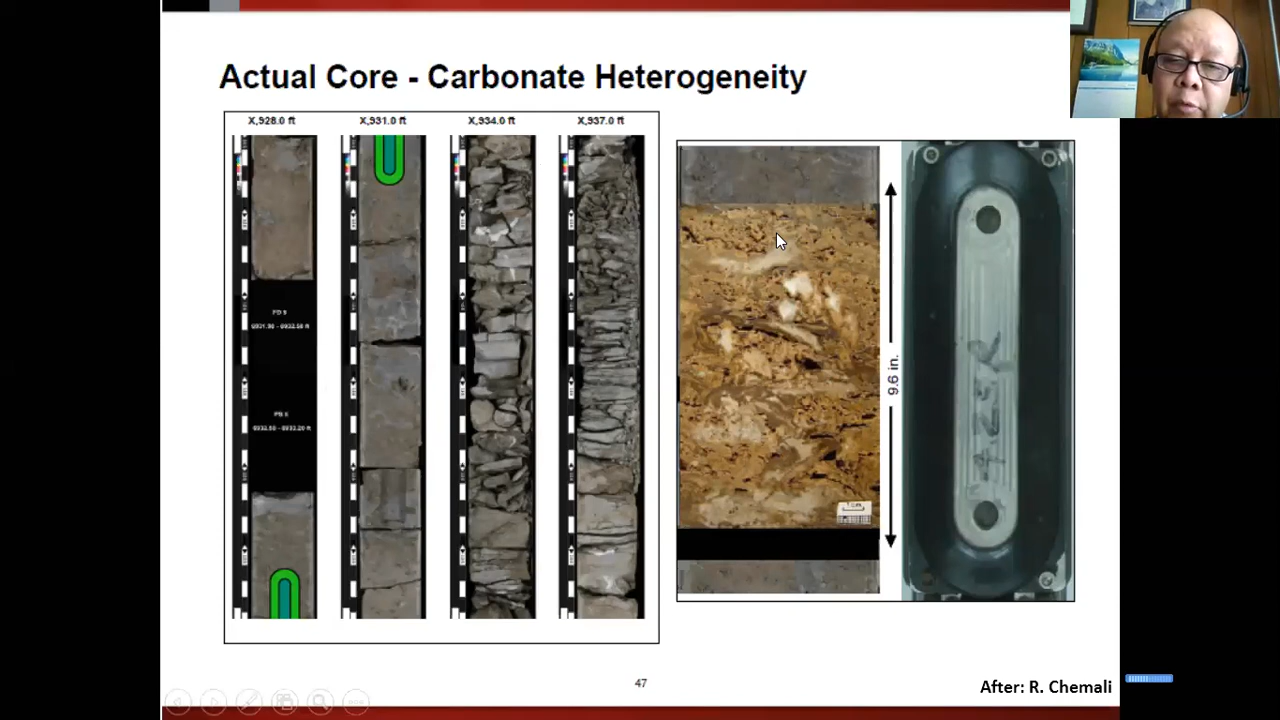 Actual Core - Carbonate Heterogeneity
X,928.0 ft
X,931.0 ft
X,934.0 ft
X,937.0 ft
9.6 in.
47
After: R. Chemali